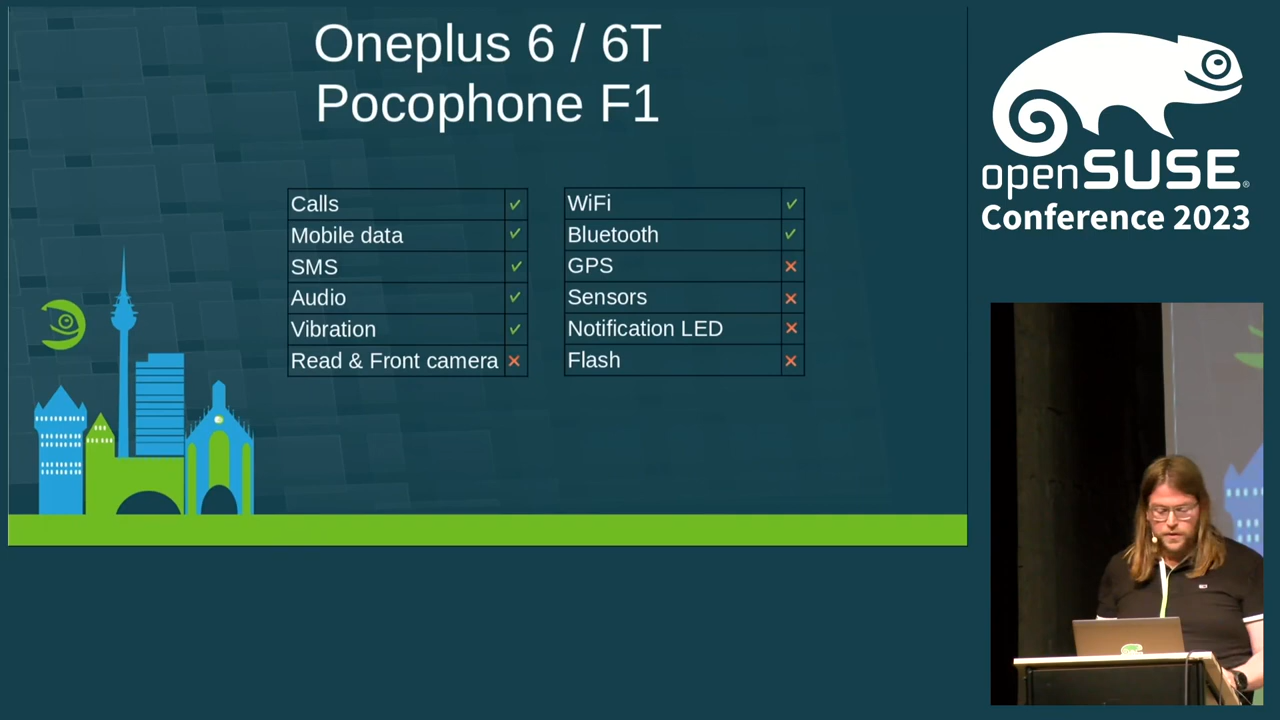 Oneplus 6 / 6T
Pocophone F1
Calls ✓
Mobile data ✓
SMS ✓
Audio ✓
Vibration ✓
Read & Front camera ✕
WiFi ✓
Bluetooth ✓
GPS ✕
Sensors ✕
Notification LED ✕
Flash ✕
openSUSE®
Conference 2023